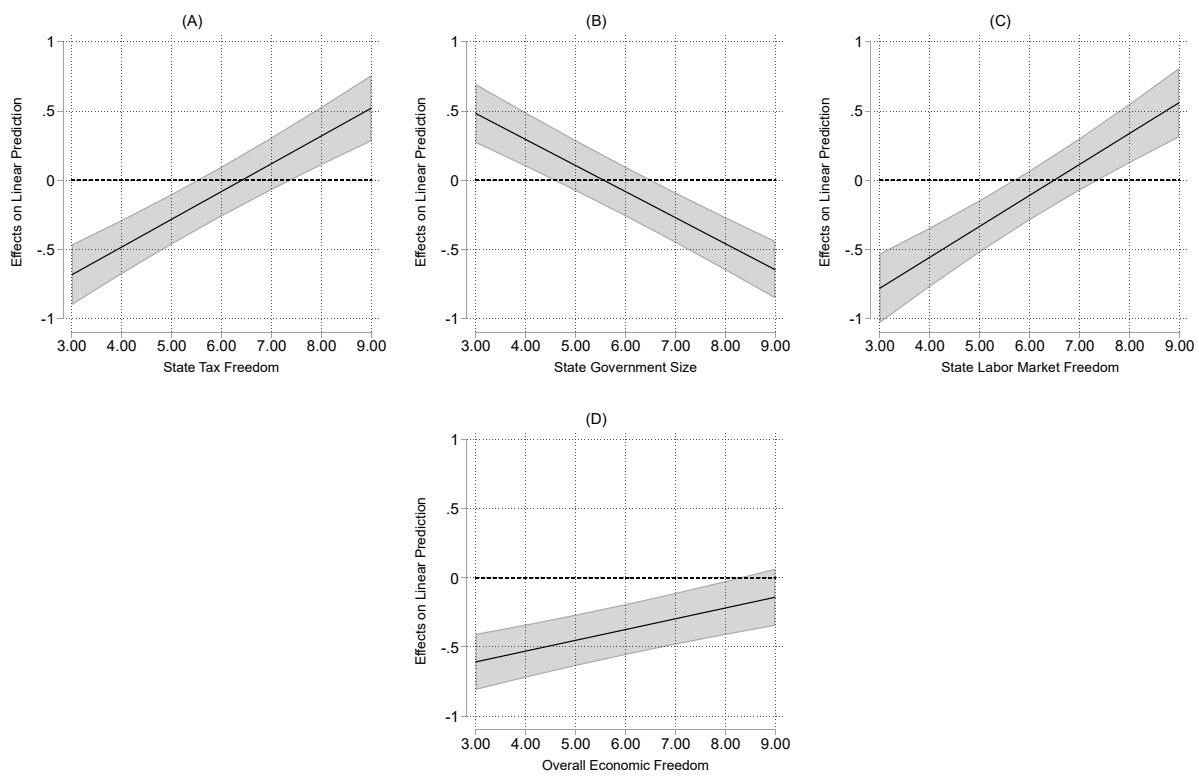 (A)
Effects on Linear Prediction
1
.5
0
-.5
-1
3.00 4.00 5.00 6.00 7.00 8.00 9.00
State Tax Freedom
(B)
Effects on Linear Prediction
1
.5
0
-.5
-1
3.00 4.00 5.00 6.00 7.00 8.00 9.00
State Government Size
(C)
Effects on Linear Prediction
1
.5
0
-.5
-1
3.00 4.00 5.00 6.00 7.00 8.00 9.00
State Labor Market Freedom
(D)
Effects on Linear Prediction
1
.5
0
-.5
-1
3.00 4.00 5.00 6.00 7.00 8.00 9.00
Overall Economic Freedom